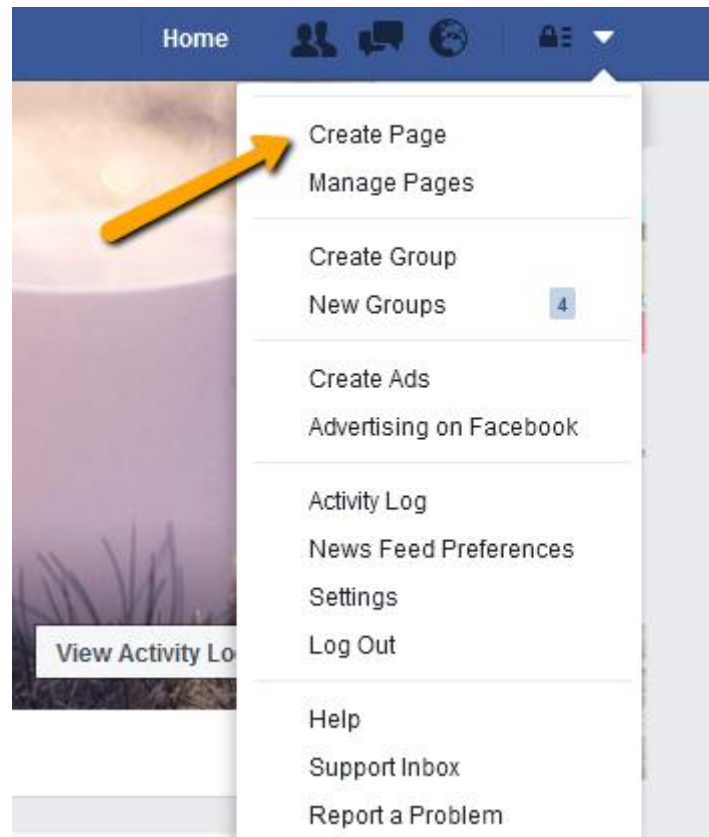 Home
Create Page
Manage Pages
Create Group
New Groups 4
Create Ads
Advertising on Facebook
Activity Log
News Feed Preferences
Settings
View Activity Lo
Log Out
Help
Support Inbox
Report a Problem